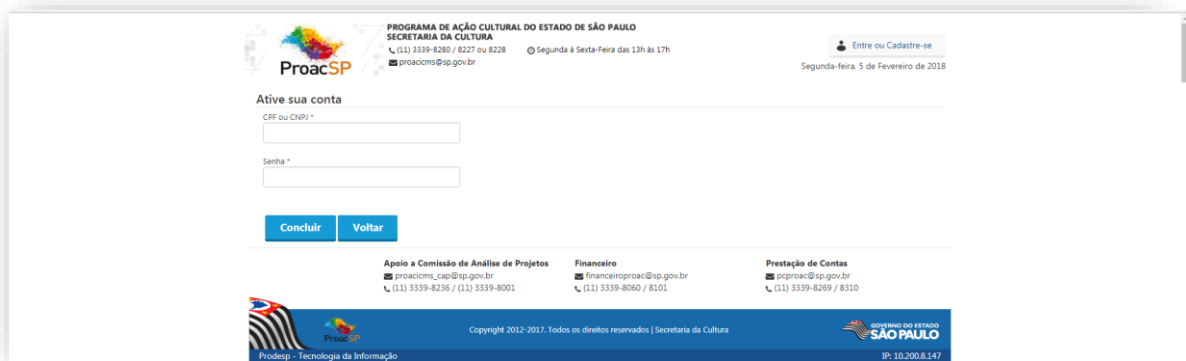 PROGRAMA DE AÇÃO CULTURAL DO ESTADO DE SÃO PAULO
SECRETARIA DA CULTURA
(11) 3339-8280 / 8227 ou 8228 Segunda à Sexta-Feira das 13h às 17h
proacicms@sp.gov.br
ProacSP
Entre ou Cadastre-se
Segunda-feira, 5 de Fevereiro de 2018
Ative sua conta
CPF ou CNPJ *
Senha *
Concluir Voltar
Apoio a Comissão de Análise de Projetos
proacicms_cap@sp.gov.br
(11) 3339-8236 / (11) 3339-8001
Financeiro
financeiroproac@sp.gov.br
(11) 3339-8060 / 8101
Prestação de Contas
pcproac@sp.gov.br
(11) 3339-8269 / 8310
ProacSP
Copyright 2012-2017. Todos os direitos reservados | Secretaria da Cultura
GOVERNO DO ESTADO
SÃO PAULO
Prodesp - Tecnologia da Informação
IP: 10.200.8.147